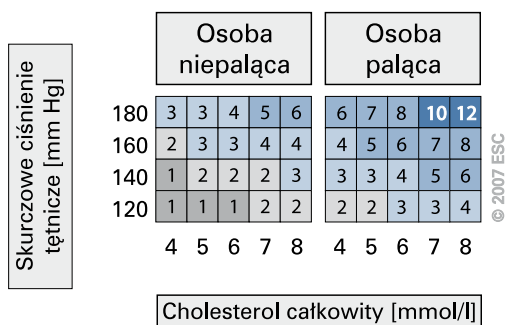 Osoba niepaląca
Osoba paląca
Skurczowe ciśnienie
tętnicze [mm Hg]
180 3 3 4 5 6 6 7 8 10 12
160 2 3 3 4 4 4 5 6 7 8
140 1 2 2 2 3 3 3 4 5 6
120 1 1 1 2 2 2 2 3 3 4
4 5 6 7 8 4 5 6 7 8
Cholesterol całkowity [mmol/l]
© 2007 ESC